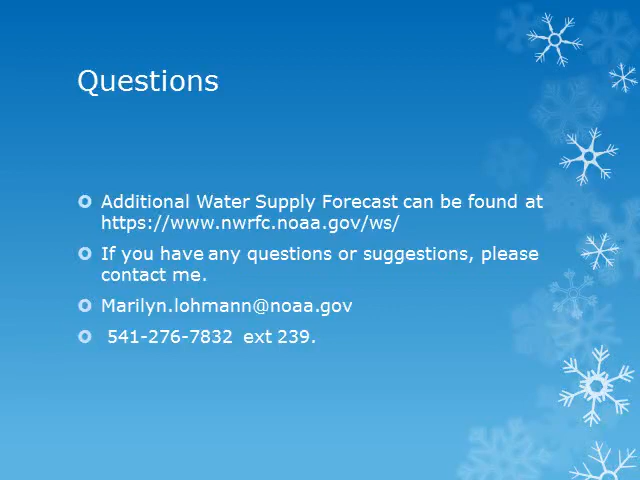 Questions
Additional Water Supply Forecast can be found at
https://www.nwrfc.noaa.gov/ws/
If you have any questions or suggestions, please
contact me.
Marilyn.lohmann@noaa.gov
541-276-7832 ext 239.